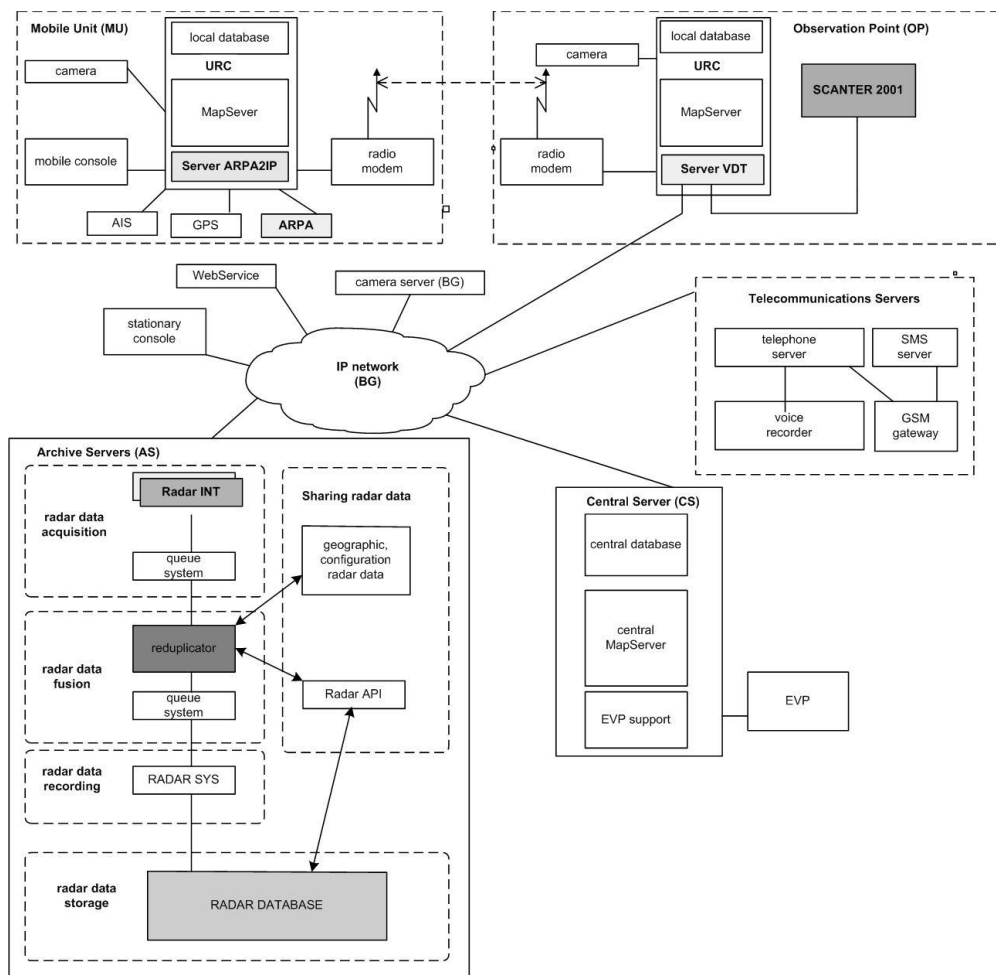 Mobile Unit (MU)
local database
URC
camera
MapSever
mobile console
Server ARPA2IP
radio
modem
AIS
GPS
ARPA
Observation Point (OP)
local database
URC
camera
MapServer
SCANTER 2001
radio
modem
Server VDT
WebService
camera server (BG)
stationary
console
IP network
(BG)
Telecommunications Servers
telephone
server
SMS
server
voice
recorder
GSM
gateway
Archive Servers (AS)
radar data
acquisition
Radar INT
queue
system
Sharing radar data
geographic,
configuration
radar data
radar data
fusion
reduplicator
queue
system
Radar API
radar data
recording
RADAR SYS
radar data
storage
RADAR DATABASE
Central Server (CS)
central database
central
MapServer
EVP support
EVP